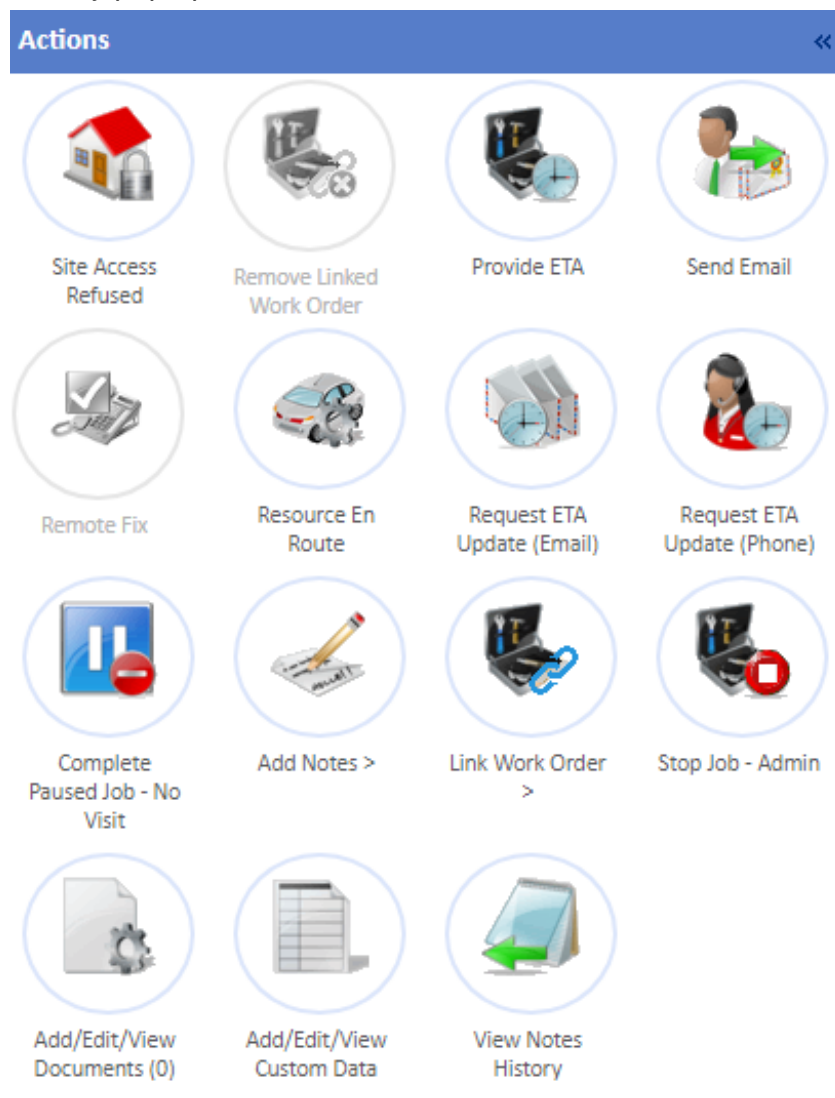 Actions «
Site Access
Refused
Remove Linked
Work Order
Provide ETA
Send Email
Remote Fix
Resource En
Route
Request ETA
Update (Email)
Request ETA
Update (Phone)
Complete
Paused Job - No
Visit
Add Notes >
Link Work Order
>
Stop Job - Admin
Add/Edit/View
Documents (0)
Add/Edit/View
Custom Data
View Notes
History